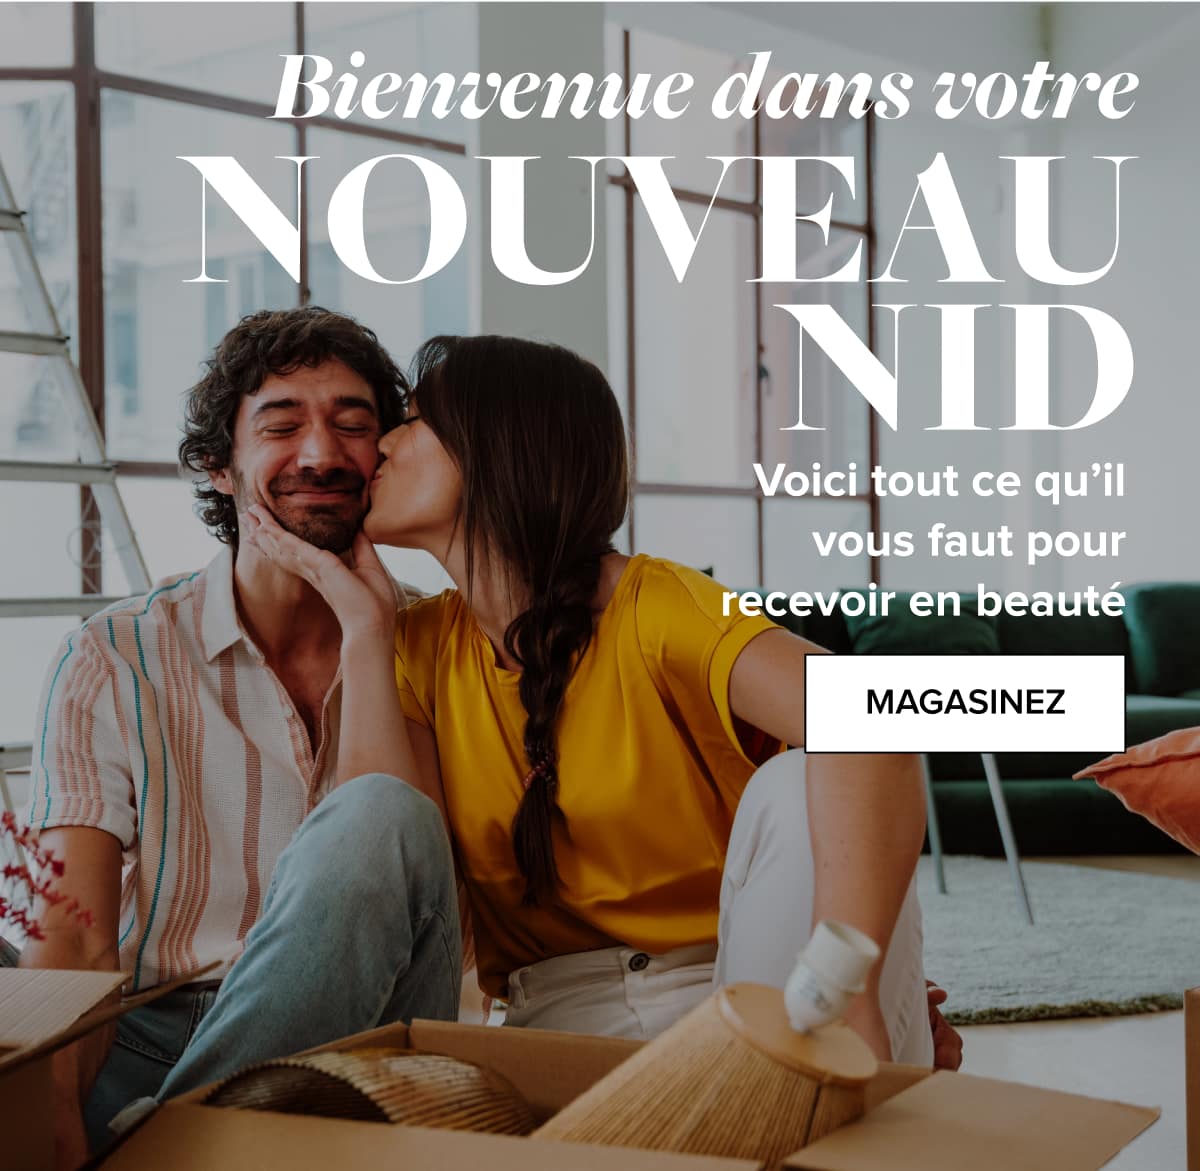 Bienvenue dans votre
NOUVEAU
NID
Voici tout ce qu’il
vous faut pour
recevoir en beauté
MAGASINEZ